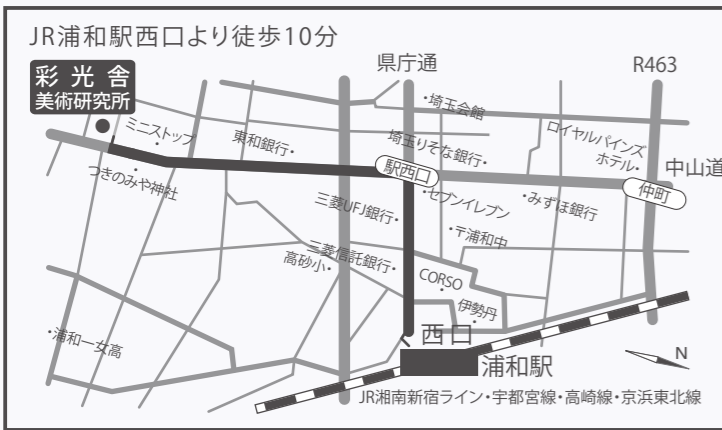 JR浦和駅西口より徒歩10分
彩光舎
美術研究所
県庁通
R463
・埼玉会館
ミニストップ
東和銀行・
埼玉りそな銀行・
ロイヤルパインズ
ホテル・
中山道
駅西口
仲町
つきのみや神社
三菱UFJ銀行・
・セブンイレブン
・みずほ銀行
・〒浦和中
三菱信託銀行・
高砂小・
CORSO
伊勢丹
・浦和一女高
西口
浦和駅
N
JR湘南新宿ライン・宇都宮線・高崎線・京浜東北線